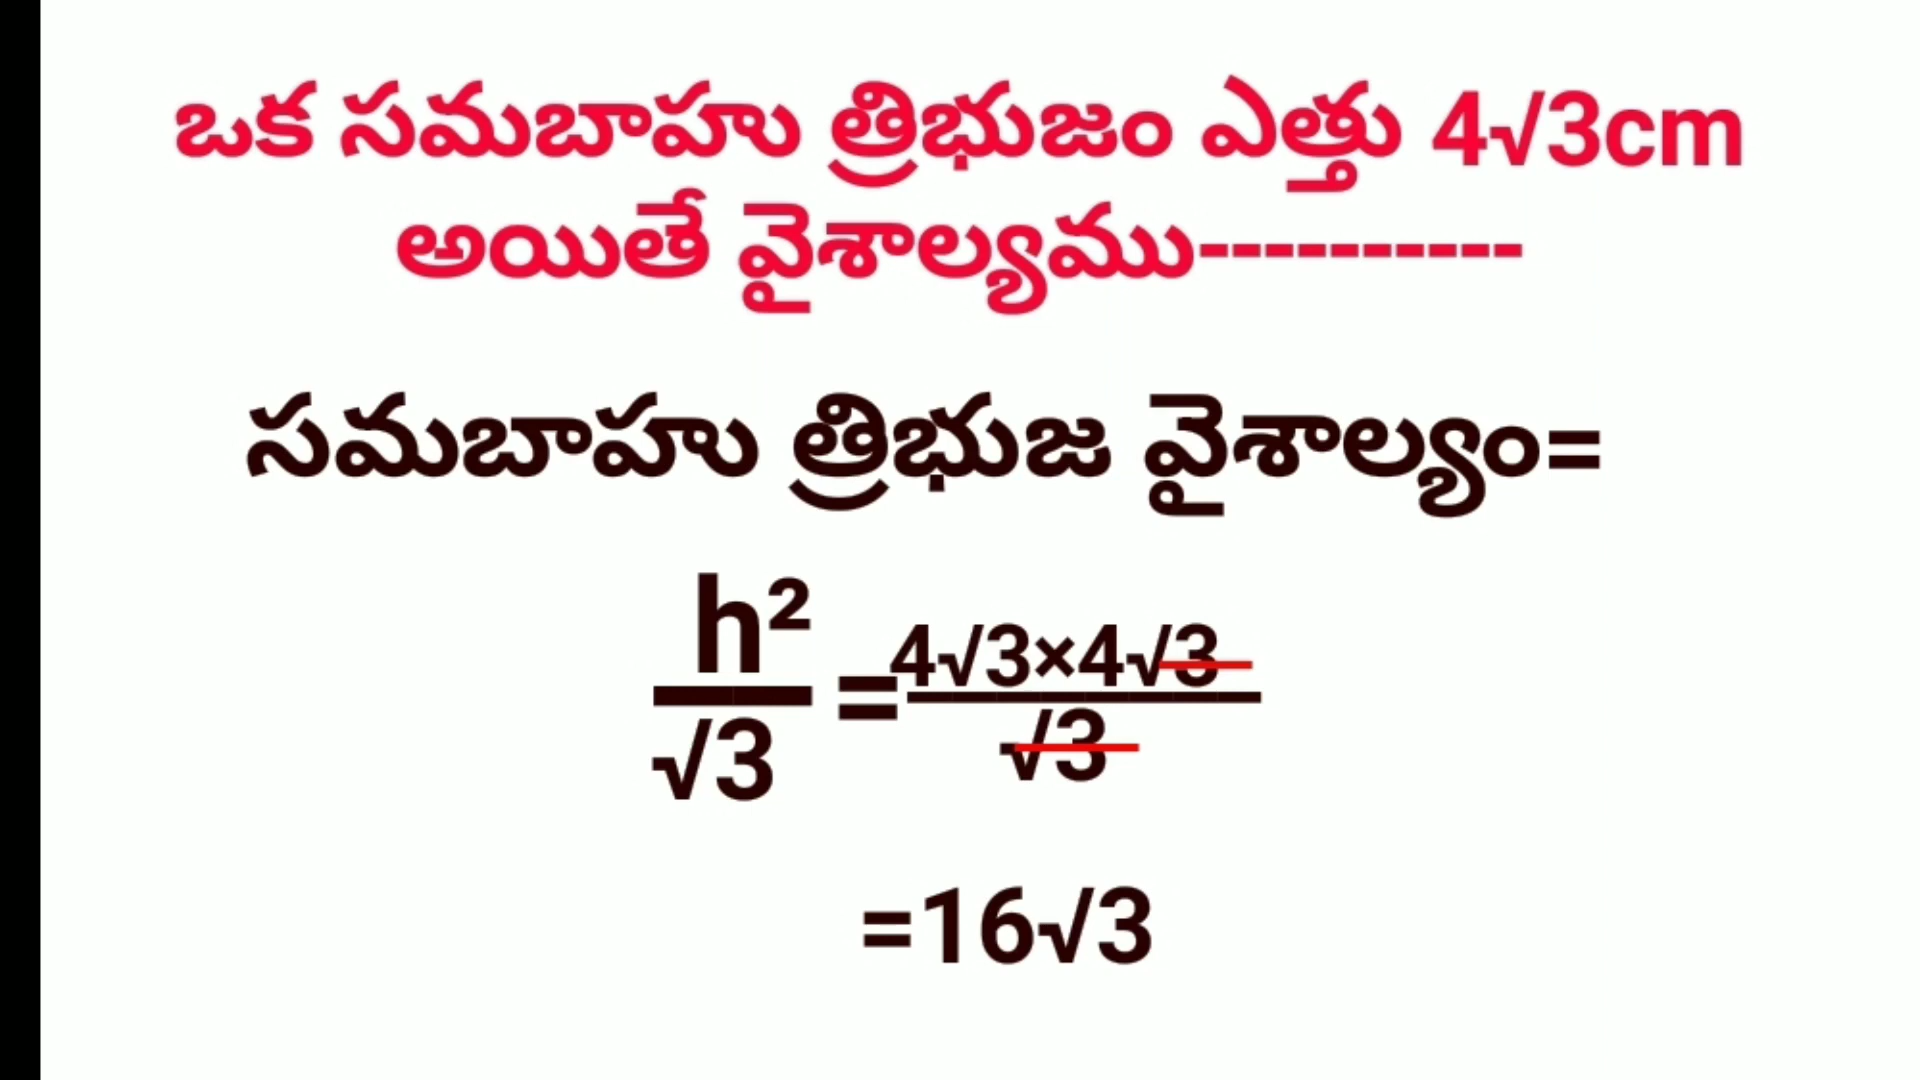 ఒక సమబాహు త్రిభుజం ఎత్తు 4√3cm
అయితే వైశాల్యము----------
సమబాహు త్రిభుజ వైశాల్యం=
h² =4√3×4√3
√3 √3
=16√3